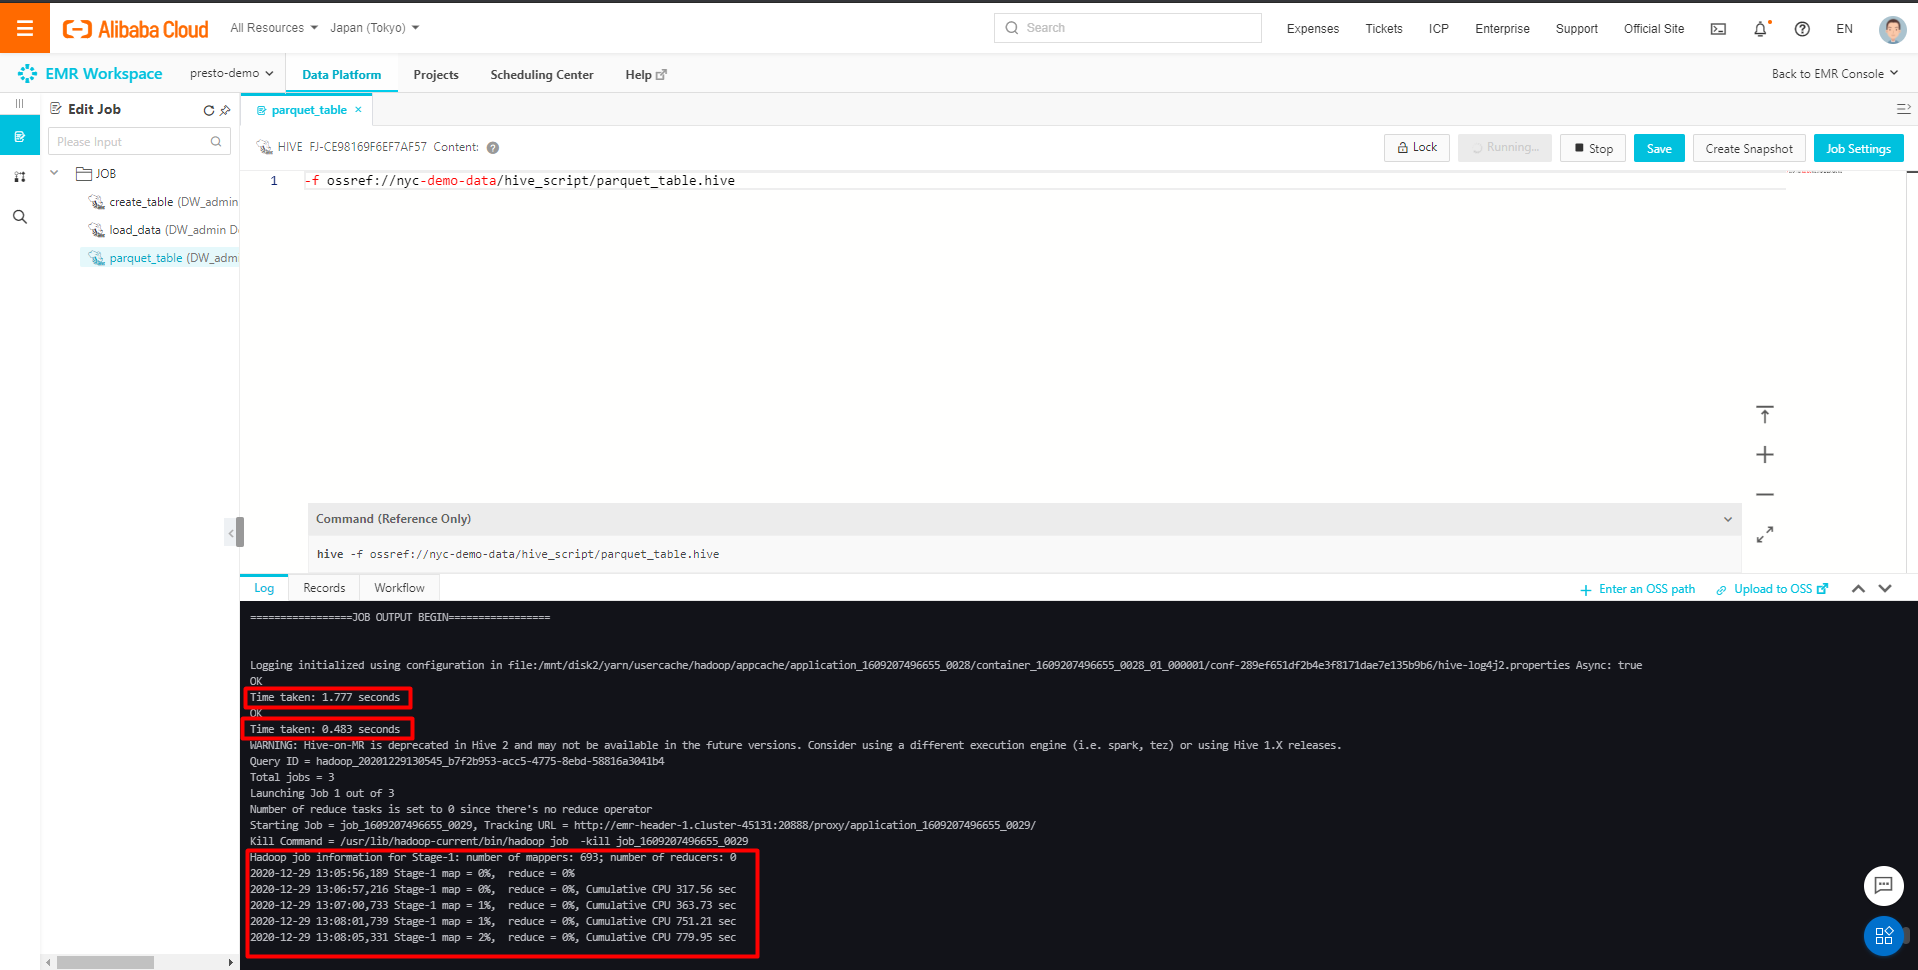 Alibaba Cloud All Resources Japan (Tokyo) Search Expenses Tickets ICP Enterprise Support Official Site EN
EMR Workspace presto-demo Data Platform Projects Scheduling Center Help Back to EMR Console
Edit Job
parquet_table ×
Please Input
HIVE FJ-CE98169F6EF7AF57 Content: ? Lock Running... Stop Save Create Snapshot Job Settings
JOB
create_table (DW_admin
load_data (DW_admin D
parquet_table (DW_adm
1 -f ossref://nyc-demo-data/hive_script/parquet_table.hive
Command (Reference Only)
hive -f ossref://nyc-demo-data/hive_script/parquet_table.hive
Log Records Workflow Enter an OSS path Upload to OSS
=================JOB OUTPUT BEGIN=================
Logging initialized using configuration in file:/mnt/disk2/yarn/usercache/hadoop/appcache/application_1609207496655_0028/container_1609207496655_0028_01_000001/conf-289ef651df2b4e3f8171dae7e135b9b6/hive-log4j2.properties Async: true
OK
Time taken: 1.777 seconds
OK
Time taken: 0.483 seconds
WARNING: Hive-on-MR is deprecated in Hive 2 and may not be available in the future versions. Consider using a different execution engine (i.e. spark, tez) or using Hive 1.X releases.
Query ID = hadoop_20201229130545_b7f2b953-acc5-4775-8ebd-58816a3041b4
Total jobs = 3
Launching Job 1 out of 3
Number of reduce tasks is set to 0 since there's no reduce operator
Starting Job = job_1609207496655_0029, Tracking URL = http://emr-header-1.cluster-45131:20888/proxy/application_1609207496655_0029/
Kill Command = /usr/lib/hadoop-current/bin/hadoop job  -kill job_1609207496655_0029
Hadoop job information for Stage-1: number of mappers: 693; number of reducers: 0
2020-12-29 13:05:56,189 Stage-1 map = 0%,  reduce = 0%
2020-12-29 13:06:57,216 Stage-1 map = 0%,  reduce = 0%, Cumulative CPU 317.56 sec
2020-12-29 13:07:00,733 Stage-1 map = 1%,  reduce = 0%, Cumulative CPU 363.73 sec
2020-12-29 13:08:01,739 Stage-1 map = 1%,  reduce = 0%, Cumulative CPU 751.21 sec
2020-12-29 13:08:05,331 Stage-1 map = 2%,  reduce = 0%, Cumulative CPU 779.95 sec